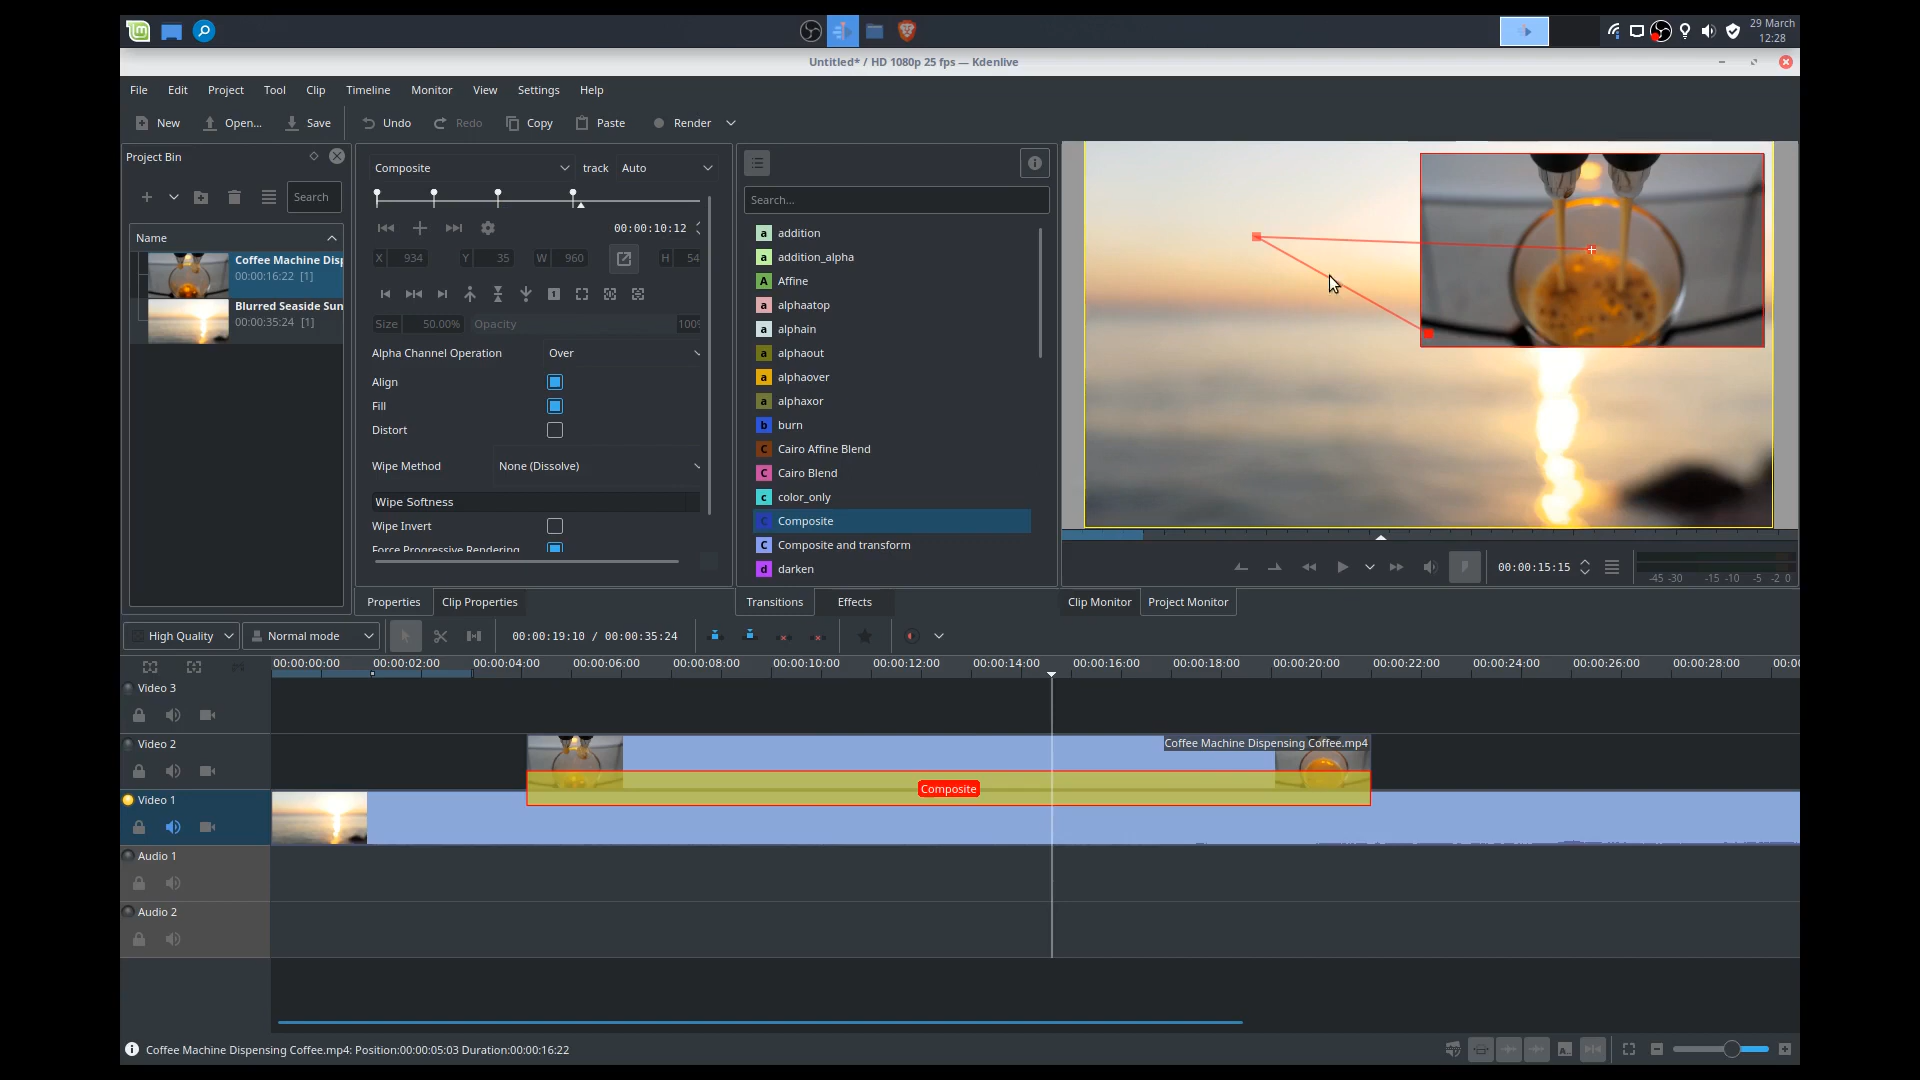 29 March
12:28
Untitled* / HD 1080p 25 fps — Kdenlive
File Edit Project Tool Clip Timeline Monitor View Settings Help
New Open... Save Undo Redo Copy Paste Render
Project Bin
Search
Name
Coffee Machine Disp
00:00:16:22 [1]
Blurred Seaside Sun
00:00:35:24 [1]
Composite track Auto
00:00:10:12
X 934 Y 35 W 960 H 54
Size 50.00% Opacity 100%
Alpha Channel Operation Over
Align
Fill
Distort
Wipe Method None (Dissolve)
Wipe Softness
Wipe Invert
Force Progressive Rendering
Properties Clip Properties
Search...
a addition
a addition_alpha
A Affine
a alphaatop
a alphain
a alphaout
a alphaover
a alphaxor
b burn
C Cairo Affine Blend
C Cairo Blend
c color_only
C Composite
C Composite and transform
d darken
Transitions Effects
00:00:15:15
-45 -30 -15 -10 -5 -2 0
Clip Monitor Project Monitor
High Quality Normal mode 00:00:19:10 / 00:00:35:24
00:00:00:00 00:00:02:00 00:00:04:00 00:00:06:00 00:00:08:00 00:00:10:00 00:00:12:00 00:00:14:00 00:00:16:00 00:00:18:00 00:00:20:00 00:00:22:00 00:00:24:00 00:00:26:00 00:00:28:00 00:0
Video 3
Video 2
Coffee Machine Dispensing Coffee.mp4
Composite
Video 1
Audio 1
Audio 2
Coffee Machine Dispensing Coffee.mp4: Position:00:00:05:03 Duration:00:00:16:22